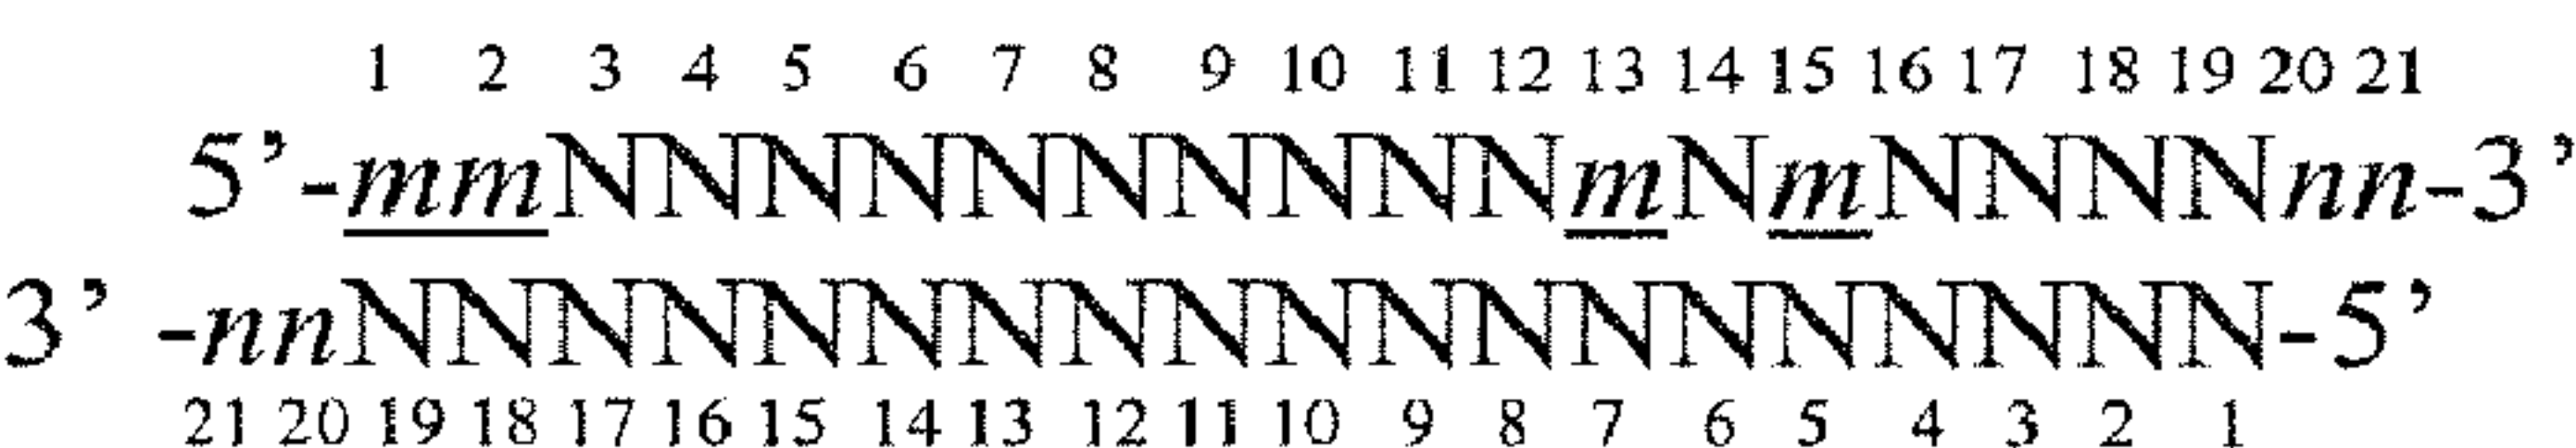 1 2 3 4 5 6 7 8 9 10 11 12 13 14 15 16 17 18 19 20 21
5’-mmNNNNNNNNNNmNmNNNNnn-3’
3’ -nnNNNNNNNNNNNNNNNNNNN-5’
21 20 19 18 17 16 15 14 13 12 11 10 9 8 7 6 5 4 3 2 1